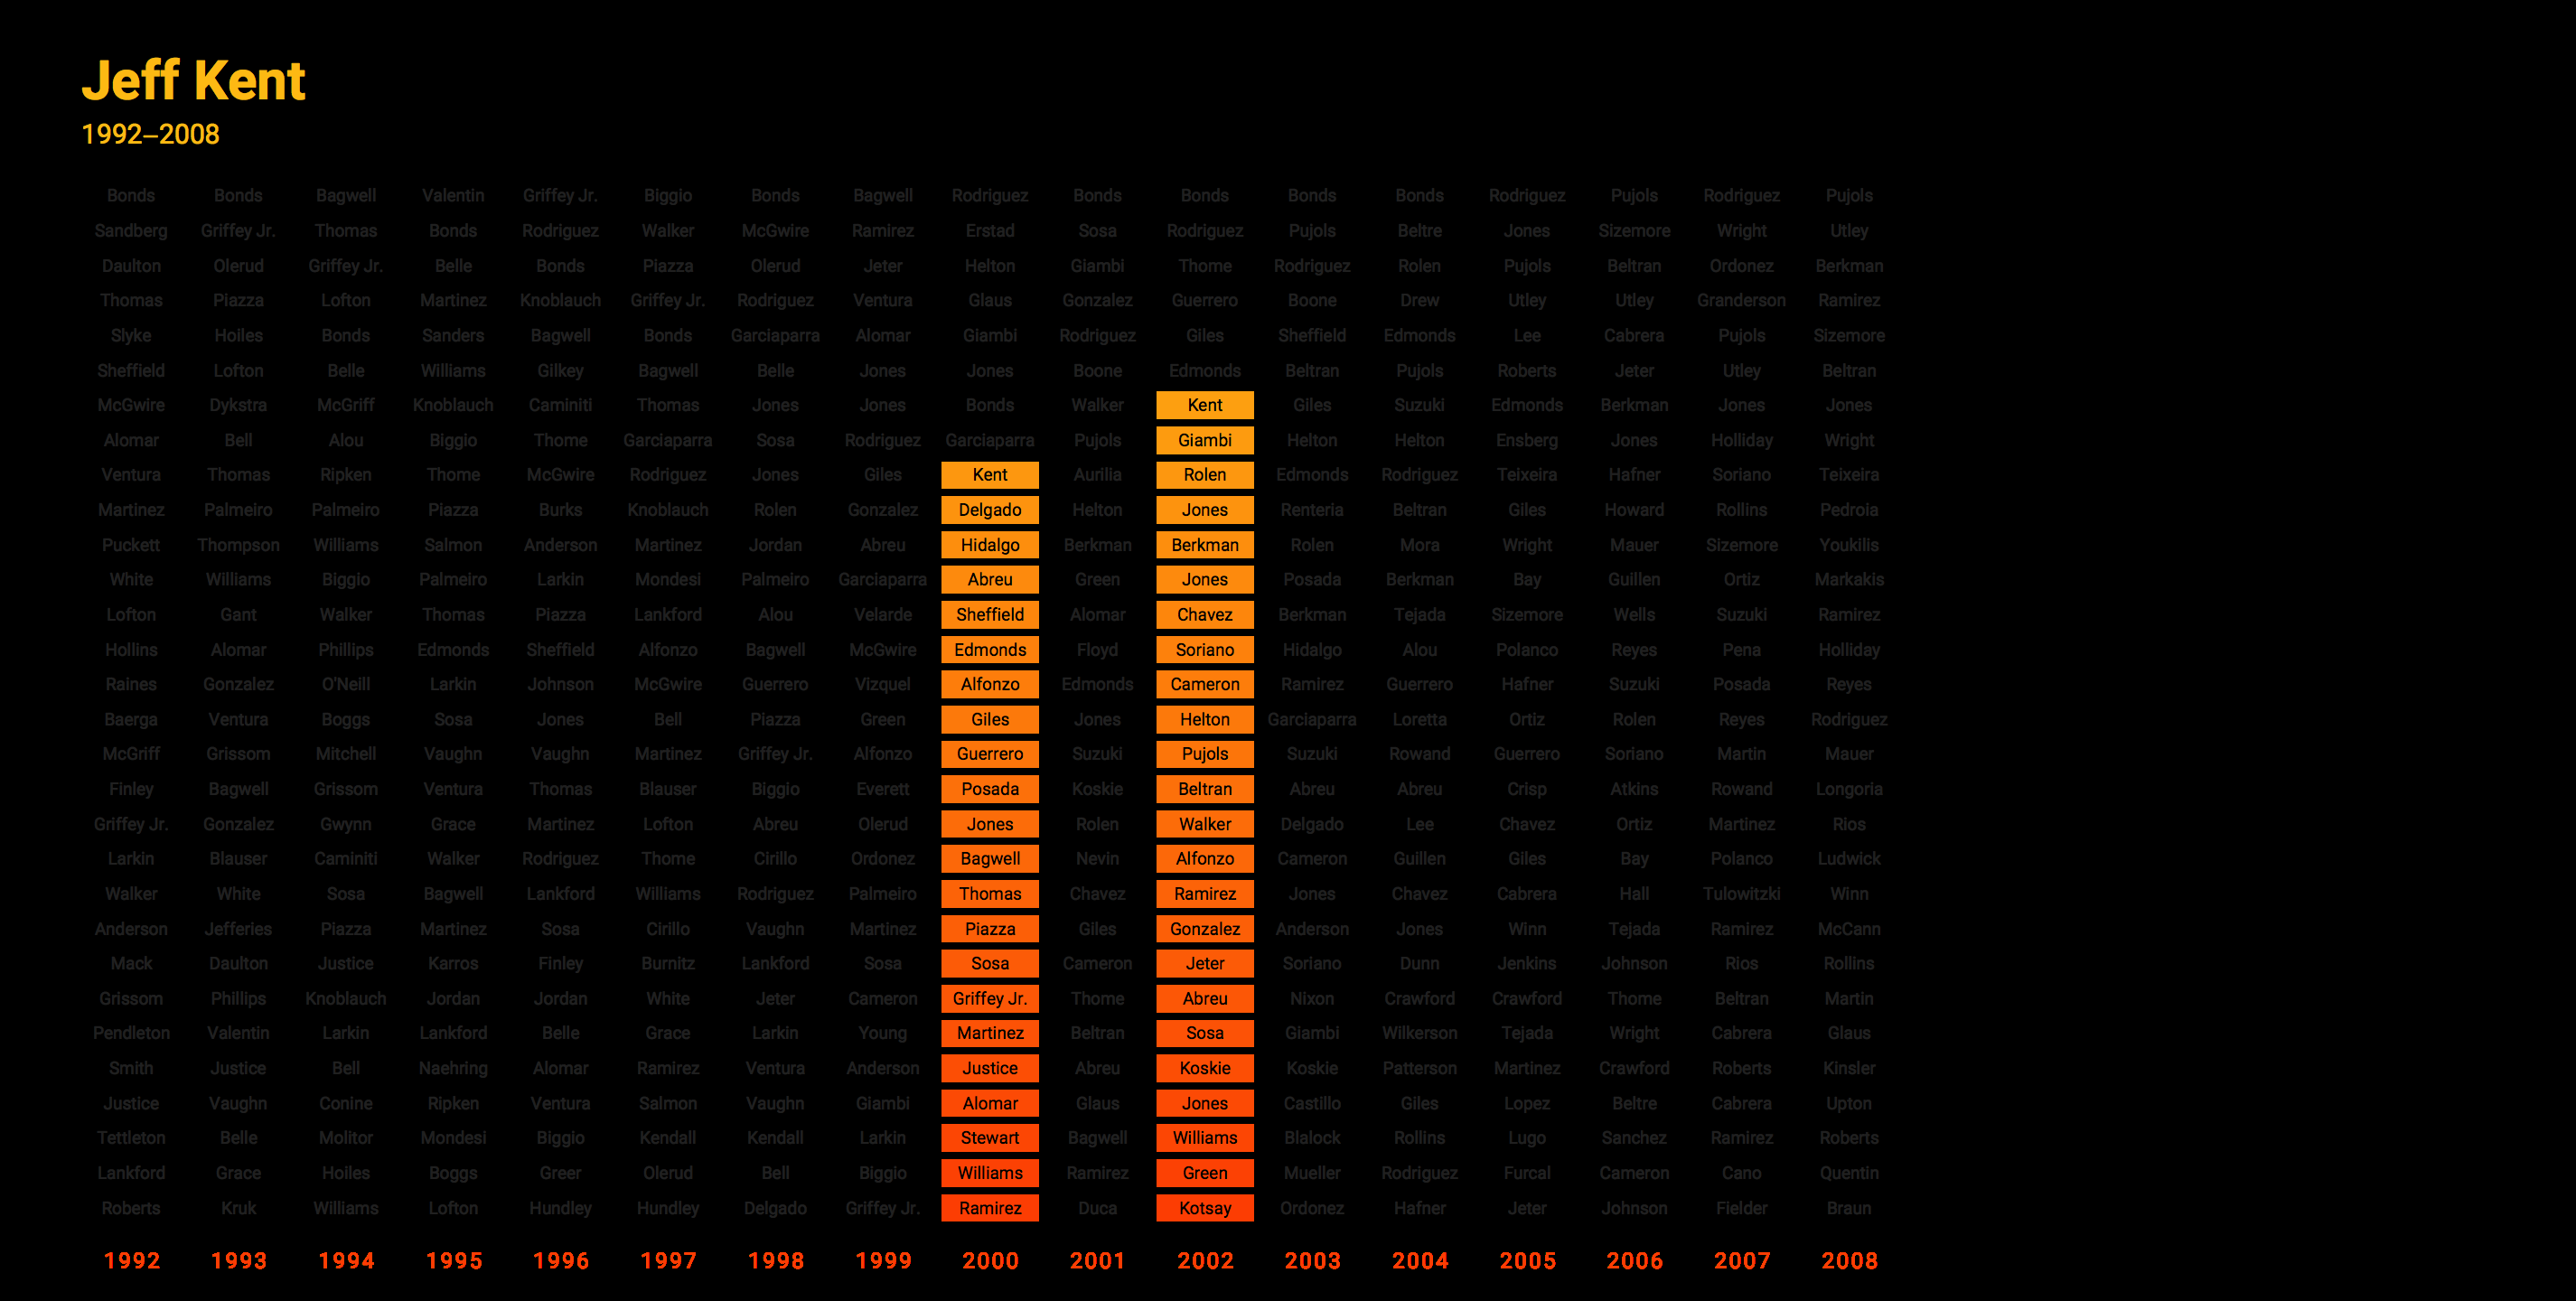 Jeff Kent
1992–2008
Bonds Bonds Bagwell Valentin Griffey Jr. Biggio Bonds Bagwell Rodriguez Bonds Bonds Bonds Bonds Rodriguez Pujols Rodriguez Pujols
Sandberg Griffey Jr. Thomas Bonds Rodriguez Walker McGwire Ramirez Erstad Sosa Rodriguez Pujols Beltre Jones Sizemore Wright Utley
Daulton Olerud Griffey Jr. Belle Bonds Piazza Olerud Jeter Helton Giambi Thome Rodriguez Rolen Pujols Beltran Ordonez Berkman
Thomas Piazza Lofton Martinez Knoblauch Griffey Jr. Rodriguez Ventura Glaus Gonzalez Guerrero Boone Drew Utley Utley Granderson Ramirez
Slyke Hoiles Bonds Sanders Bagwell Bonds Garciaparra Alomar Giambi Rodriguez Giles Sheffield Edmonds Lee Cabrera Pujols Sizemore
Sheffield Lofton Belle Williams Gilkey Bagwell Belle Jones Jones Boone Edmonds Beltran Pujols Roberts Jeter Utley Beltran
McGwire Dykstra McGriff Knoblauch Caminiti Thomas Jones Jones Bonds Walker Kent Giles Suzuki Edmonds Berkman Jones Jones
Alomar Bell Alou Biggio Thome Garciaparra Sosa Rodriguez Garciaparra Pujols Giambi Helton Helton Ensberg Jones Holliday Wright
Ventura Thomas Ripken Thome McGwire Rodriguez Jones Giles Kent Aurilia Rolen Edmonds Rodriguez Teixeira Hafner Soriano Teixeira
Martinez Palmeiro Palmeiro Piazza Burks Knoblauch Rolen Gonzalez Delgado Helton Jones Renteria Beltran Giles Howard Rollins Pedroia
Puckett Thompson Williams Salmon Anderson Martinez Jordan Abreu Hidalgo Berkman Berkman Rolen Mora Wright Mauer Sizemore Youkilis
White Williams Biggio Palmeiro Larkin Mondesi Palmeiro Garciaparra Abreu Green Jones Posada Berkman Bay Guillen Ortiz Markakis
Lofton Gant Walker Thomas Piazza Lankford Alou Velarde Sheffield Alomar Chavez Berkman Tejada Sizemore Wells Suzuki Ramirez
Hollins Alomar Phillips Edmonds Sheffield Alfonzo Bagwell McGwire Edmonds Floyd Soriano Hidalgo Alou Polanco Reyes Pena Holliday
Raines Gonzalez O'Neill Larkin Johnson McGwire Guerrero Vizquel Alfonzo Edmonds Cameron Ramirez Guerrero Hafner Suzuki Posada Reyes
Baerga Ventura Boggs Sosa Jones Bell Piazza Green Giles Jones Helton Garciaparra Loretta Ortiz Rolen Reyes Rodriguez
McGriff Grissom Mitchell Vaughn Vaughn Martinez Griffey Jr. Alfonzo Guerrero Suzuki Pujols Suzuki Rowand Guerrero Soriano Martin Mauer
Finley Bagwell Grissom Ventura Thomas Blauser Biggio Everett Posada Koskie Beltran Abreu Abreu Crisp Atkins Rowand Longoria
Griffey Jr. Gonzalez Gwynn Grace Martinez Lofton Abreu Olerud Jones Rolen Walker Delgado Lee Chavez Ortiz Martinez Rios
Larkin Blauser Caminiti Walker Rodriguez Thome Cirillo Ordonez Bagwell Nevin Alfonzo Cameron Guillen Giles Bay Polanco Ludwick
Walker White Sosa Bagwell Lankford Williams Rodriguez Palmeiro Thomas Chavez Ramirez Jones Chavez Cabrera Hall Tulowitzki Winn
Anderson Jefferies Piazza Martinez Sosa Cirillo Vaughn Martinez Piazza Giles Gonzalez Anderson Jones Winn Tejada Ramirez McCann
Mack Daulton Justice Karros Finley Burnitz Lankford Sosa Sosa Cameron Jeter Soriano Dunn Jenkins Johnson Rios Rollins
Grissom Phillips Knoblauch Jordan Jordan White Jeter Cameron Griffey Jr. Thome Abreu Nixon Crawford Crawford Thome Beltran Martin
Pendleton Valentin Larkin Lankford Belle Grace Larkin Young Martinez Beltran Sosa Giambi Wilkerson Tejada Wright Cabrera Glaus
Smith Justice Bell Naehring Alomar Ramirez Ventura Anderson Justice Abreu Koskie Koskie Patterson Martinez Crawford Roberts Kinsler
Justice Vaughn Conine Ripken Ventura Salmon Vaughn Giambi Alomar Glaus Jones Castillo Giles Lopez Beltre Cabrera Upton
Tettleton Belle Molitor Mondesi Biggio Kendall Kendall Larkin Stewart Bagwell Williams Blalock Rollins Lugo Sanchez Ramirez Roberts
Lankford Grace Hoiles Boggs Greer Olerud Bell Biggio Williams Ramirez Green Mueller Rodriguez Furcal Cameron Cano Quentin
Roberts Kruk Williams Lofton Hundley Hundley Delgado Griffey Jr. Ramirez Duca Kotsay Ordonez Hafner Jeter Johnson Fielder Braun
1992 1993 1994 1995 1996 1997 1998 1999 2000 2001 2002 2003 2004 2005 2006 2007 2008